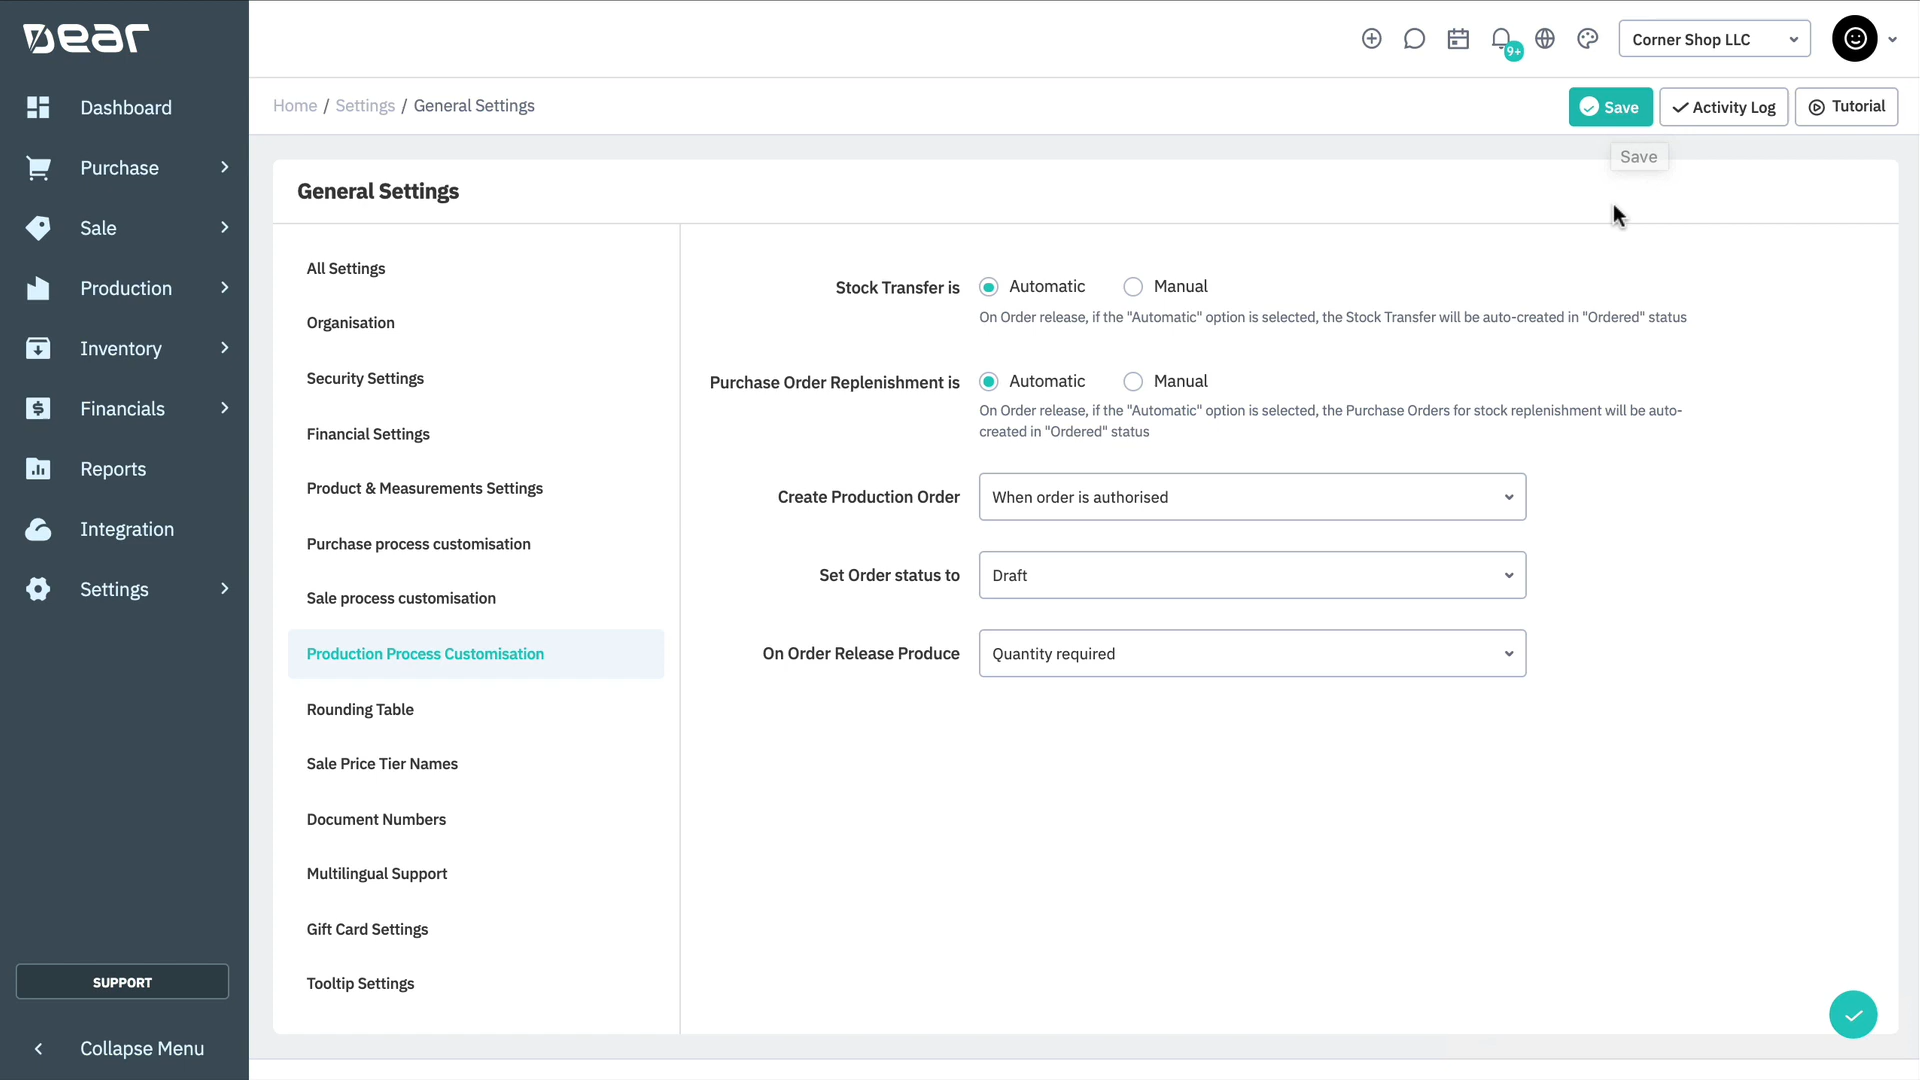 Dear
9+
Corner Shop LLC
Dashboard
Purchase
Sale
Production
Inventory
Financials
Reports
Integration
Settings
SUPPORT
Collapse Menu
Home / Settings / General Settings
Save
Activity Log
Tutorial
Save
General Settings
All Settings
Organisation
Security Settings
Financial Settings
Product & Measurements Settings
Purchase process customisation
Sale process customisation
Production Process Customisation
Rounding Table
Sale Price Tier Names
Document Numbers
Multilingual Support
Gift Card Settings
Tooltip Settings
Stock Transfer is Automatic Manual
On Order release, if the "Automatic" option is selected, the Stock Transfer will be auto-created in "Ordered" status
Purchase Order Replenishment is Automatic Manual
On Order release, if the "Automatic" option is selected, the Purchase Orders for stock replenishment will be auto-
created in "Ordered" status
Create Production Order When order is authorised
Set Order status to Draft
On Order Release Produce Quantity required